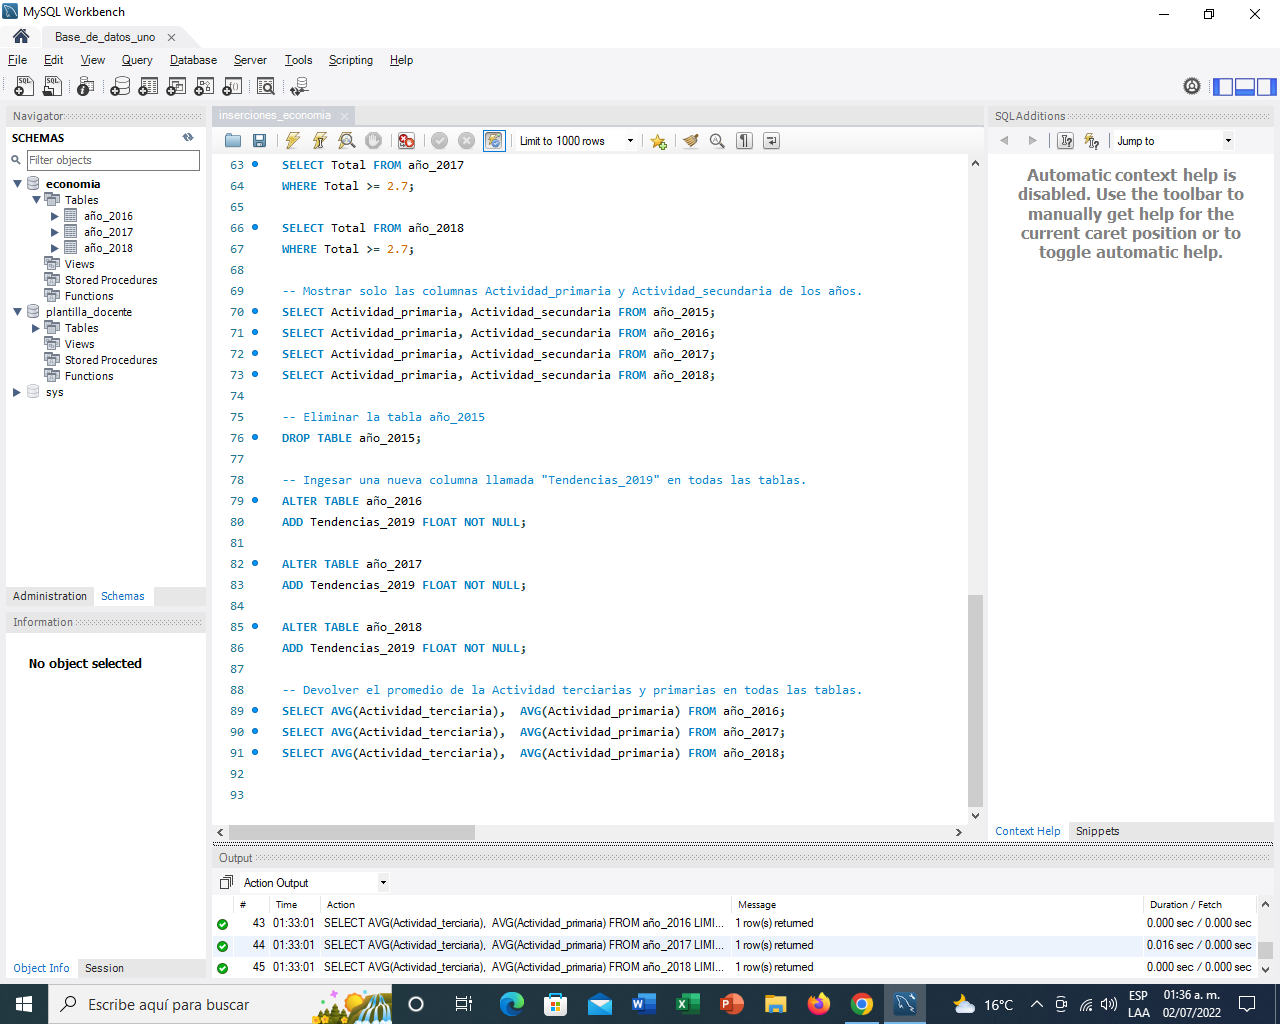 MySQL Workbench
Base_de_datos_uno
File Edit View Query Database Server Tools Scripting Help
Navigator
SCHEMAS
Filter objects
economia
Tables
año_2016
año_2017
año_2018
Views
Stored Procedures
Functions
plantilla_docente
Tables
Views
Stored Procedures
Functions
sys
Administration Schemas
Information
No object selected
Object Info Session
inserciones_economia
Limit to 1000 rows
63 SELECT Total FROM año_2017
64 WHERE Total >= 2.7;
65
66 SELECT Total FROM año_2018
67 WHERE Total >= 2.7;
68
69 -- Mostrar solo las columnas Actividad_primaria y Actividad_secundaria de los años.
70 SELECT Actividad_primaria, Actividad_secundaria FROM año_2015;
71 SELECT Actividad_primaria, Actividad_secundaria FROM año_2016;
72 SELECT Actividad_primaria, Actividad_secundaria FROM año_2017;
73 SELECT Actividad_primaria, Actividad_secundaria FROM año_2018;
74
75 -- Eliminar la tabla año_2015
76 DROP TABLE año_2015;
77
78 -- Ingesar una nueva columna llamada "Tendencias_2019" en todas las tablas.
79 ALTER TABLE año_2016
80 ADD Tendencias_2019 FLOAT NOT NULL;
81
82 ALTER TABLE año_2017
83 ADD Tendencias_2019 FLOAT NOT NULL;
84
85 ALTER TABLE año_2018
86 ADD Tendencias_2019 FLOAT NOT NULL;
87
88 -- Devolver el promedio de la Actividad terciarias y primarias en todas las tablas.
89 SELECT AVG(Actividad_terciaria),  AVG(Actividad_primaria) FROM año_2016;
90 SELECT AVG(Actividad_terciaria),  AVG(Actividad_primaria) FROM año_2017;
91 SELECT AVG(Actividad_terciaria),  AVG(Actividad_primaria) FROM año_2018;
92
93
SQLAdditions
Jump to
Automatic context help is
disabled. Use the toolbar to
manually get help for the
current caret position or to
toggle automatic help.
Context Help Snippets
Output
Action Output
# Time Action Message Duration / Fetch
43 01:33:01 SELECT AVG(Actividad_terciaria),  AVG(Actividad_primaria) FROM año_2016 LIMI... 1 row(s) returned 0.000 sec / 0.000 sec
44 01:33:01 SELECT AVG(Actividad_terciaria),  AVG(Actividad_primaria) FROM año_2017 LIMI... 1 row(s) returned 0.016 sec / 0.000 sec
45 01:33:01 SELECT AVG(Actividad_terciaria),  AVG(Actividad_primaria) FROM año_2018 LIMI... 1 row(s) returned 0.000 sec / 0.000 sec
Escribe aquí para buscar
16°C
ESP
LAA
01:36 a. m.
02/07/2022